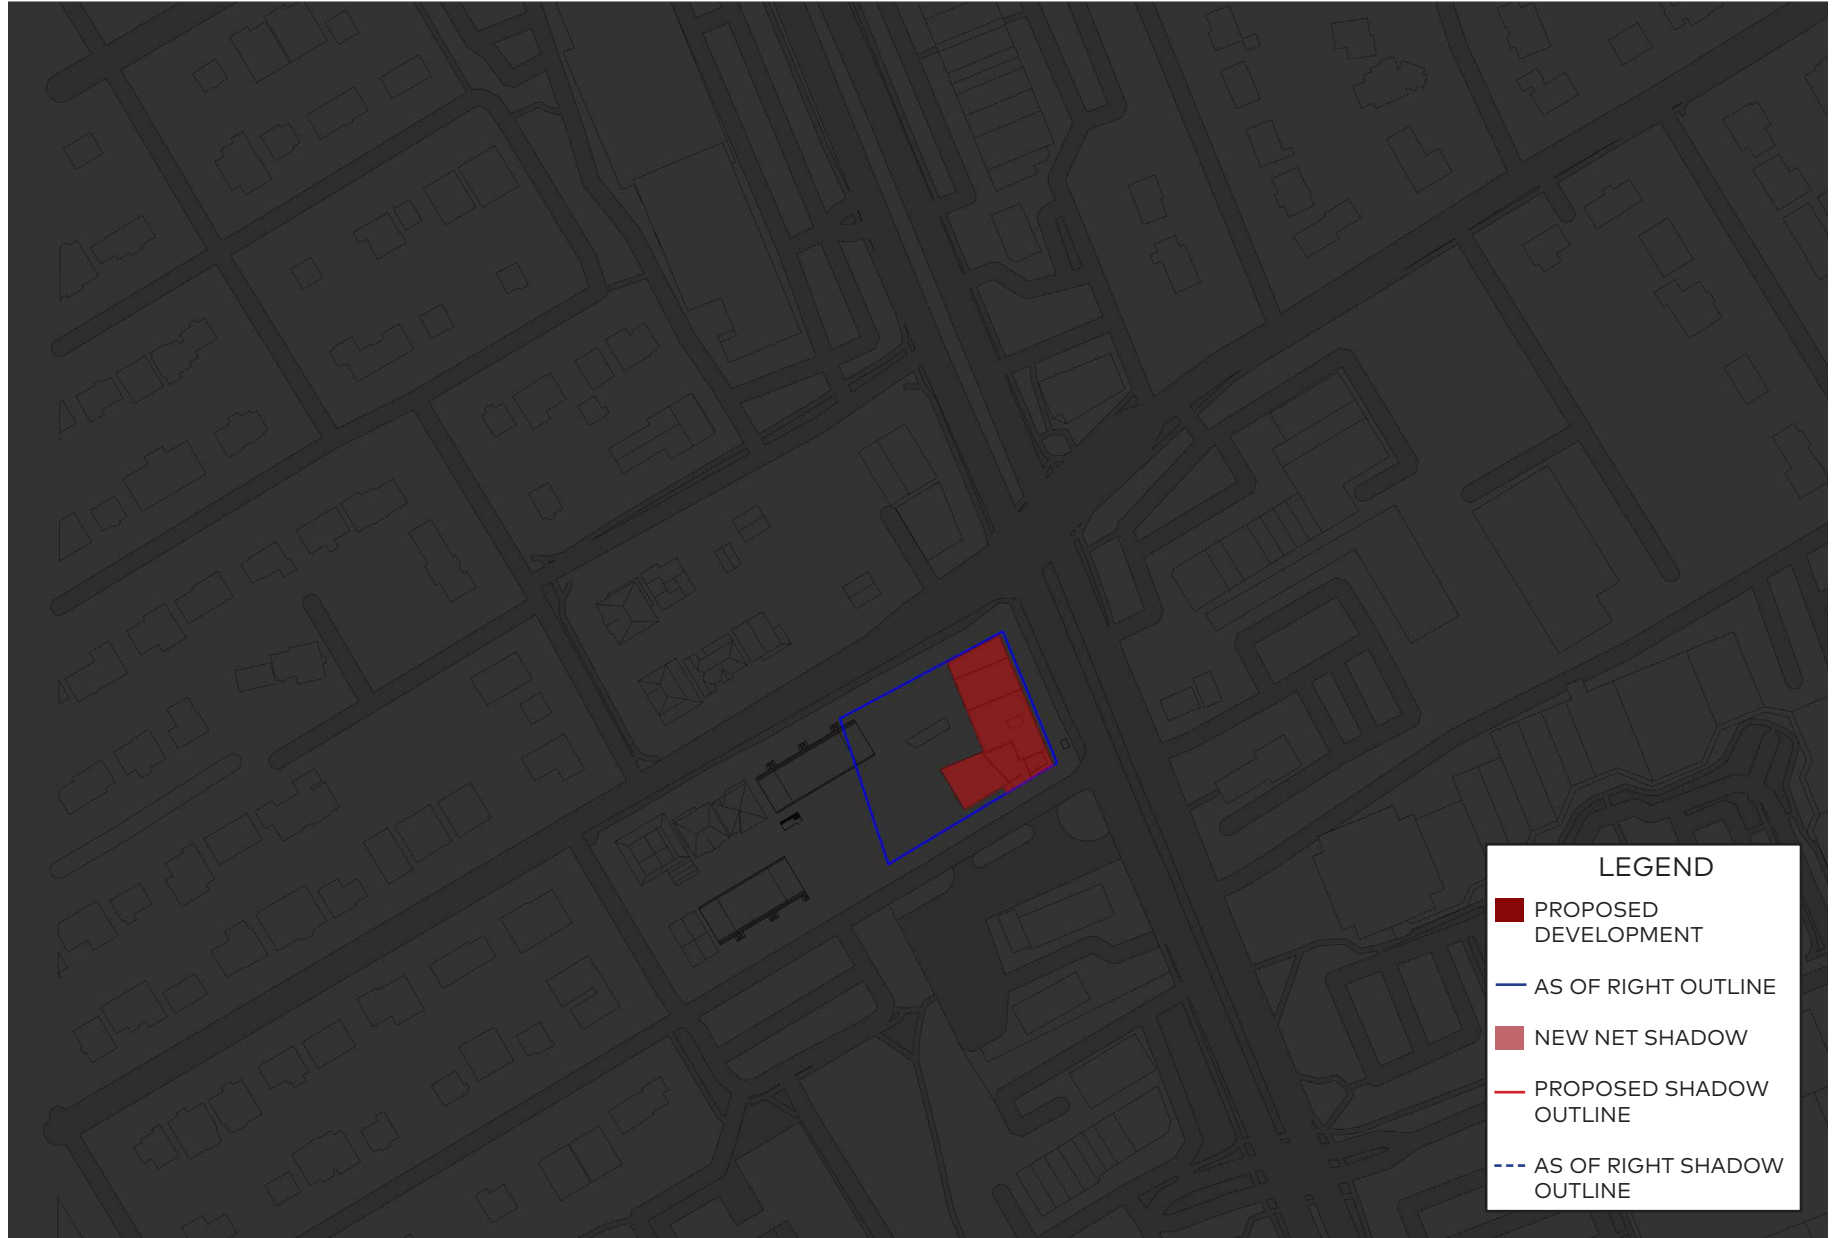 LEGEND
PROPOSED
DEVELOPMENT
AS OF RIGHT OUTLINE
NEW NET SHADOW
PROPOSED SHADOW
OUTLINE
AS OF RIGHT SHADOW
OUTLINE